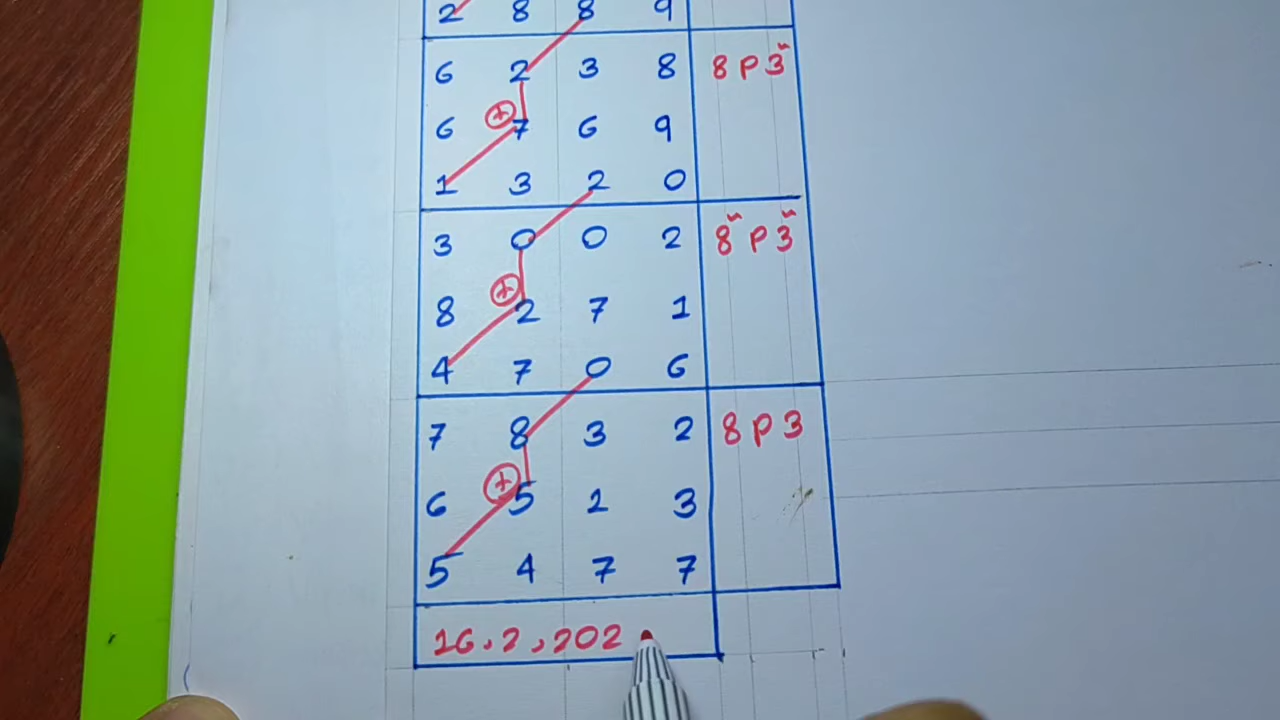 2 8 8 9
6 2 3 8 8 P 3̃
+
6 7 6 9
1 3 2 0
3 0 0 2 8̃ P 3̃
+
8 2 7 1
4 7 0 6
7 8 3 2 8 P 3
+
6 5 2 3
5 4 7 7
16.2,202